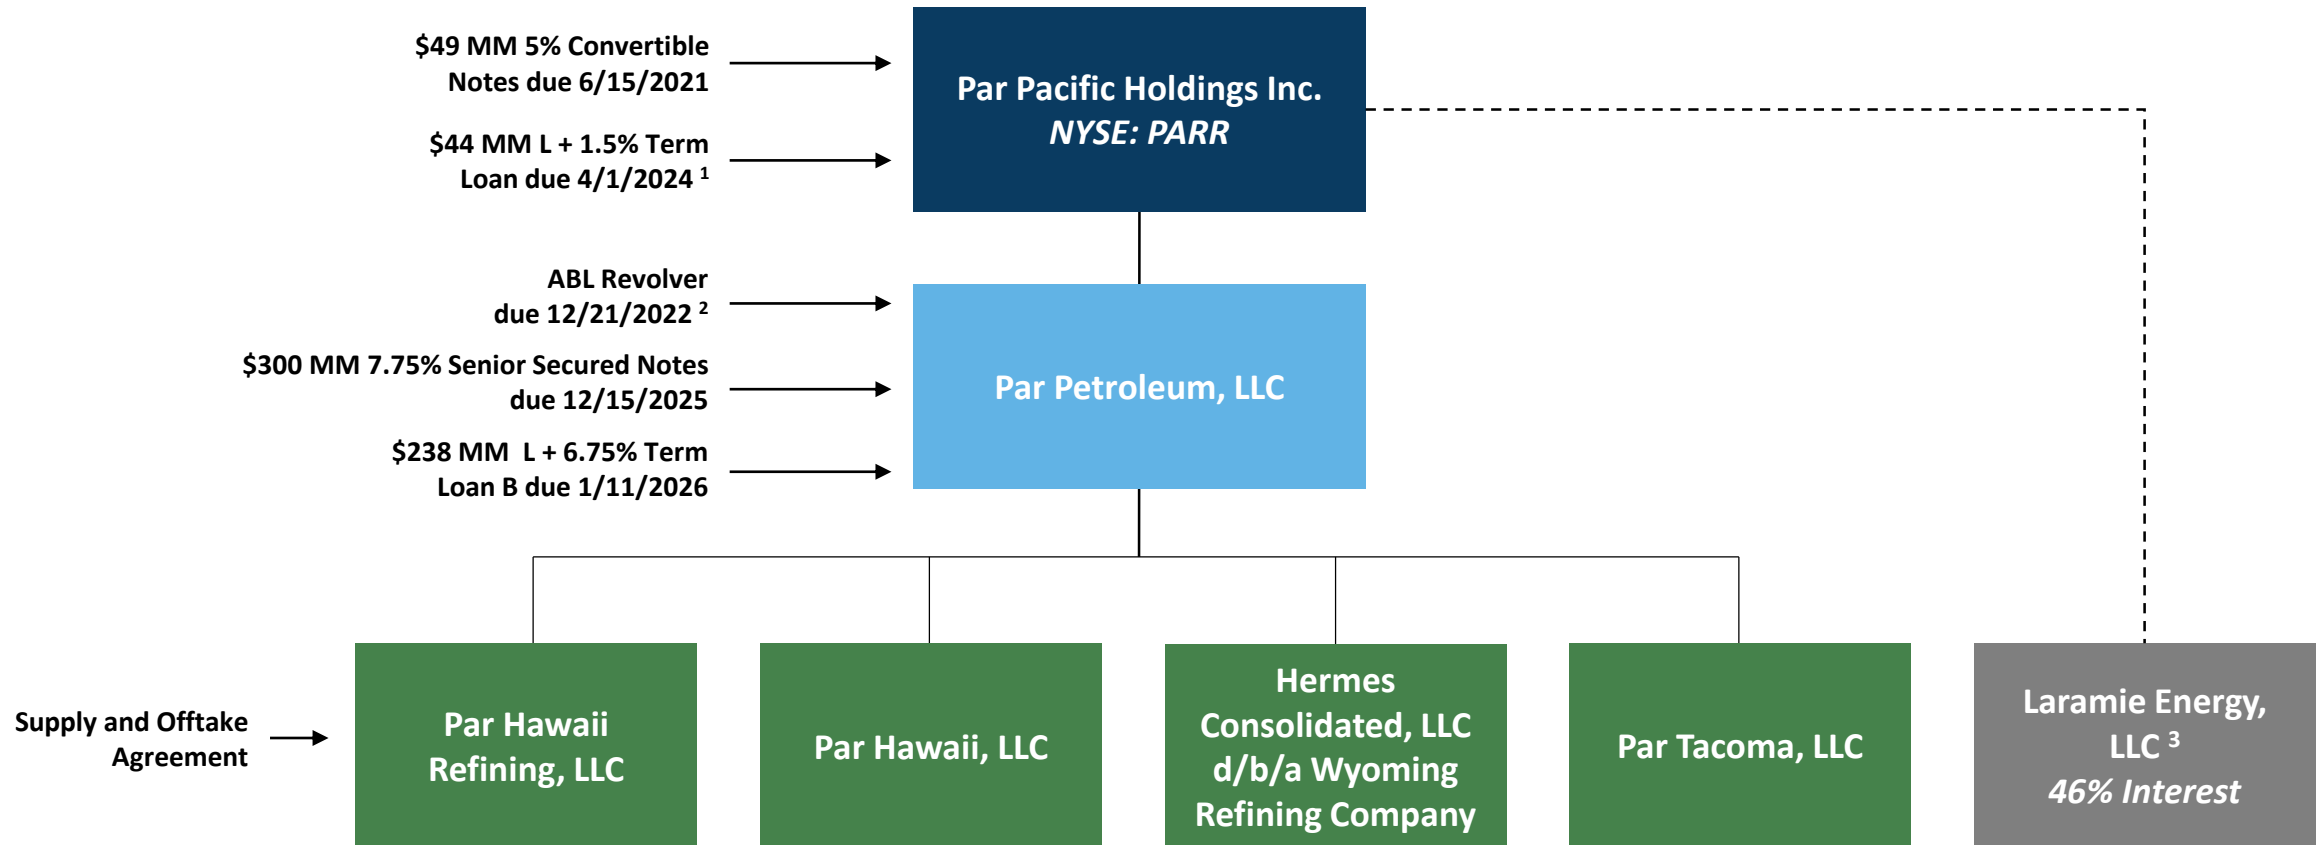 $49 MM 5% Convertible
Notes due 6/15/2021
$44 MM L + 1.5% Term
Loan due 4/1/2024 ¹
Par Pacific Holdings Inc.
NYSE: PARR
ABL Revolver
due 12/21/2022 ²
$300 MM 7.75% Senior Secured Notes
due 12/15/2025
$238 MM  L + 6.75% Term
Loan B due 1/11/2026
Par Petroleum, LLC
Supply and Offtake
Agreement
Par Hawaii
Refining, LLC
Par Hawaii, LLC
Hermes
Consolidated, LLC
d/b/a Wyoming
Refining Company
Par Tacoma, LLC
Laramie Energy,
LLC ³
46% Interest